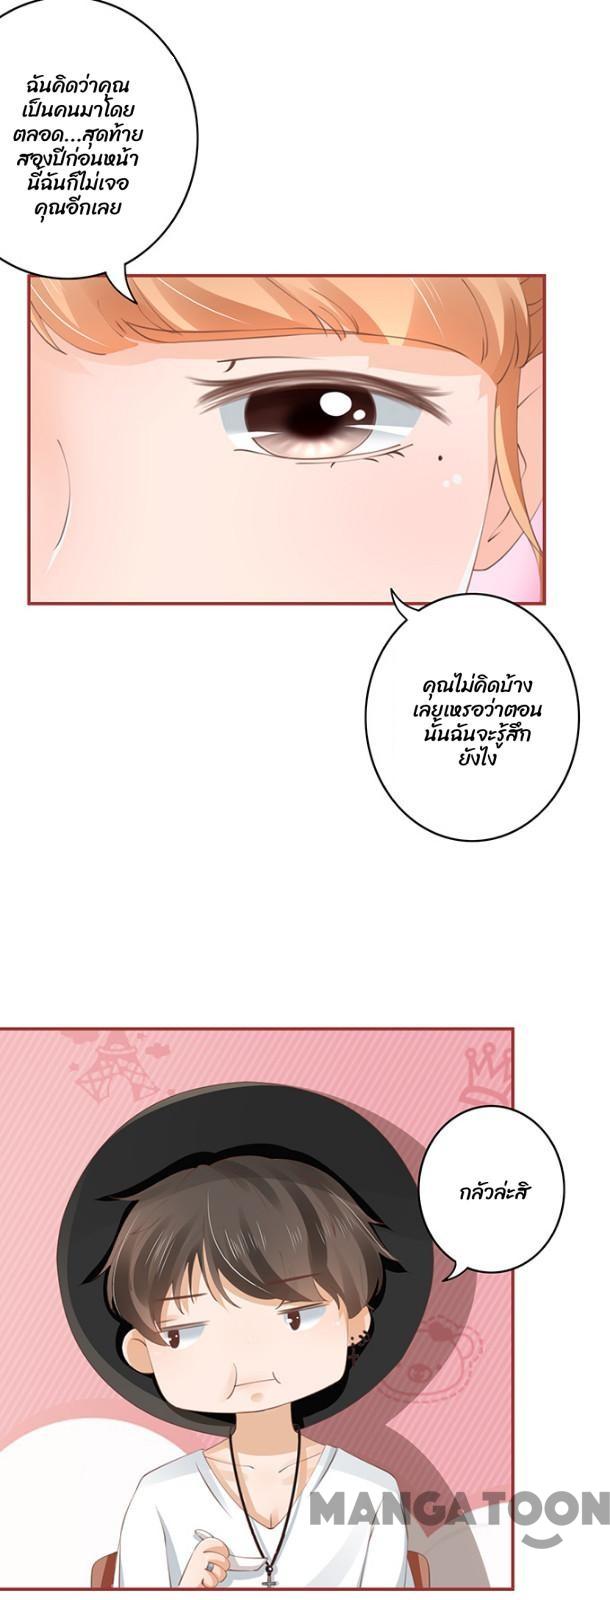 ฉันคิดว่าคุณ
เป็นคนมาโดย
ตลอด...สุดท้าย
สองปีก่อนหน้า
นี้ฉันก็ไม่เจอ
คุณอีกเลย
คุณไม่คิดบ้าง
เลยเหรอว่าตอน
นั้นฉันจะรู้สึก
ยังไง
กลัวล่ะสิ
MANGATOON